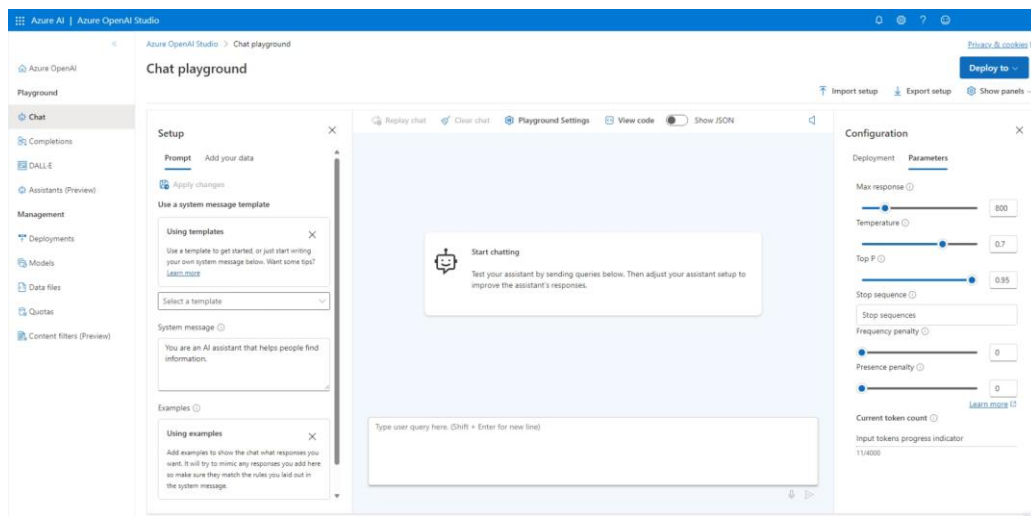 Azure AI | Azure OpenAI Studio
Azure OpenAI Studio > Chat playground
Privacy & cookies
Azure OpenAI
Chat playground
Deploy to
Playground
Import setup
Export setup
Show panels
Chat
Completions
DALL·E
Assistants (Preview)
Management
Deployments
Models
Data files
Quotas
Content filters (Preview)
Setup
Prompt
Add your data
Apply changes
Use a system message template
Using templates
Use a template to get started, or just start writing
your own system message below. Want some tips?
Learn more
Select a template
System message
You are an AI assistant that helps people find
information.
Examples
Using examples
Add examples to show the chat what responses you
want. It will try to mimic any responses you add here
so make sure they match the rules you laid out in
the system message.
Replay chat
Clear chat
Playground Settings
View code
Show JSON
Start chatting
Test your assistant by sending queries below. Then adjust your assistant setup to
improve the assistant's responses.
Type user query here. (Shift + Enter for new line)
Configuration
Deployment
Parameters
Max response
800
Temperature
0.7
Top P
0.95
Stop sequence
Stop sequences
Frequency penalty
0
Presence penalty
0
Learn more
Current token count
Input tokens progress indicator
11/4000